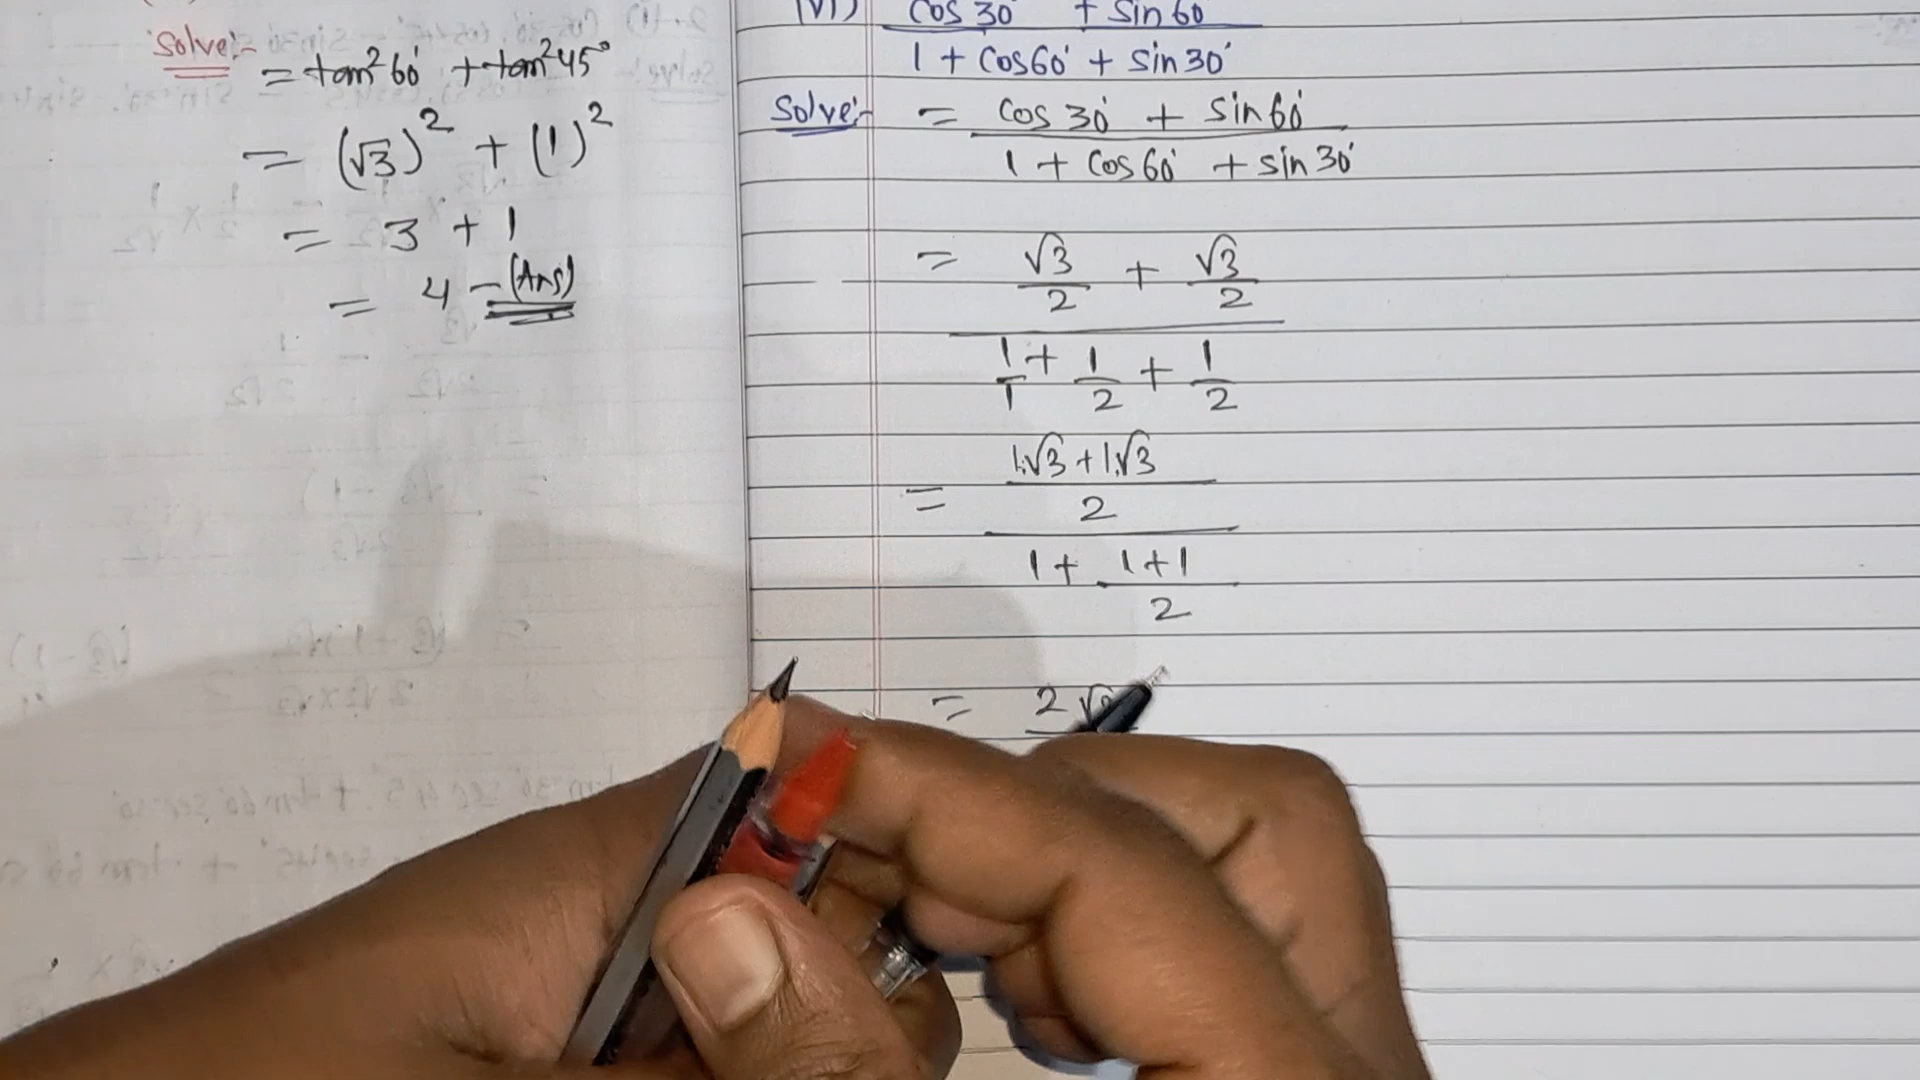 Solve:-
= tan²60° + tan²45°
= (√3)² + (1)²
= 3 + 1
= 4 - (Ans)
(vi) cos 30° + sin 60°
1 + cos60° + sin 30°
Solve:- = cos 30° + sin 60°
1 + cos 60° + sin 30°
= √3/2 + √3/2
1/1 + 1/2 + 1/2
= 1.√3 + 1.√3
2
1 + 1+1
2
= 2√